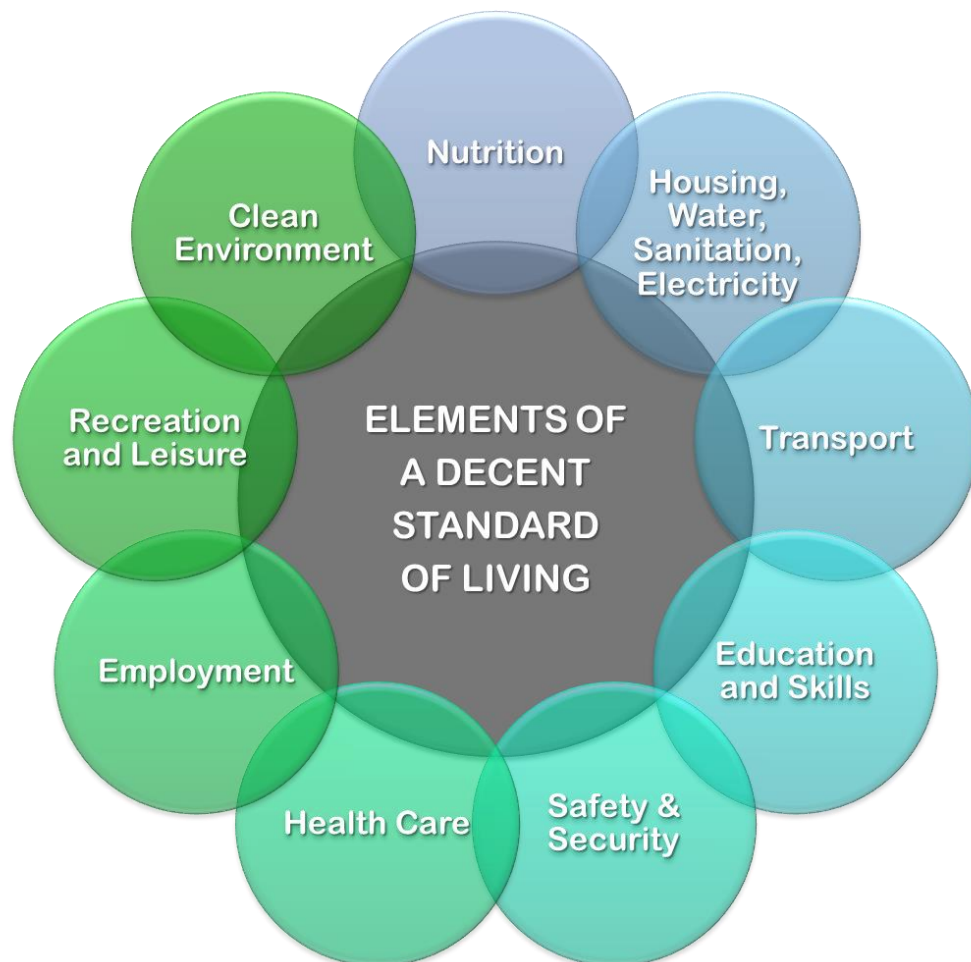 Nutrition
Housing,
Water,
Sanitation,
Electricity
Transport
Education
and Skills
Safety &
Security
Health Care
Employment
Recreation
and Leisure
Clean
Environment
ELEMENTS OF
A DECENT
STANDARD
OF LIVING